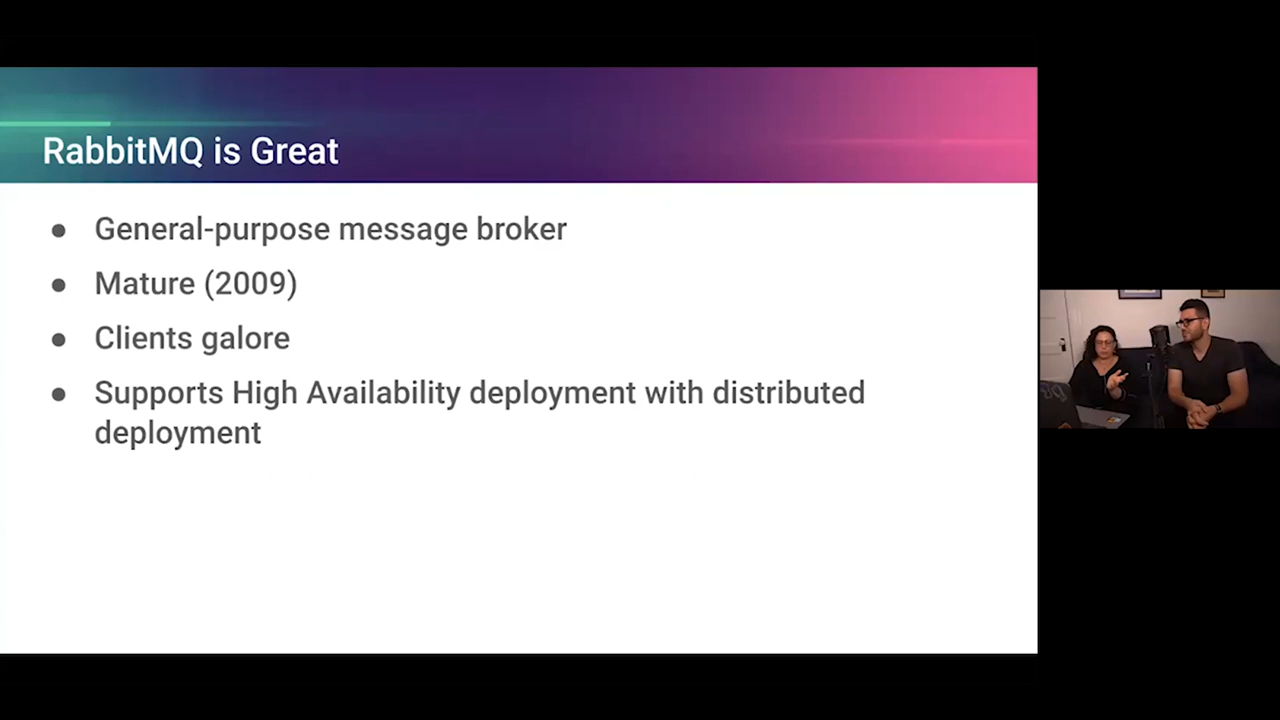 RabbitMQ is Great
● General-purpose message broker
● Mature (2009)
● Clients galore
● Supports High Availability deployment with distributed
deployment